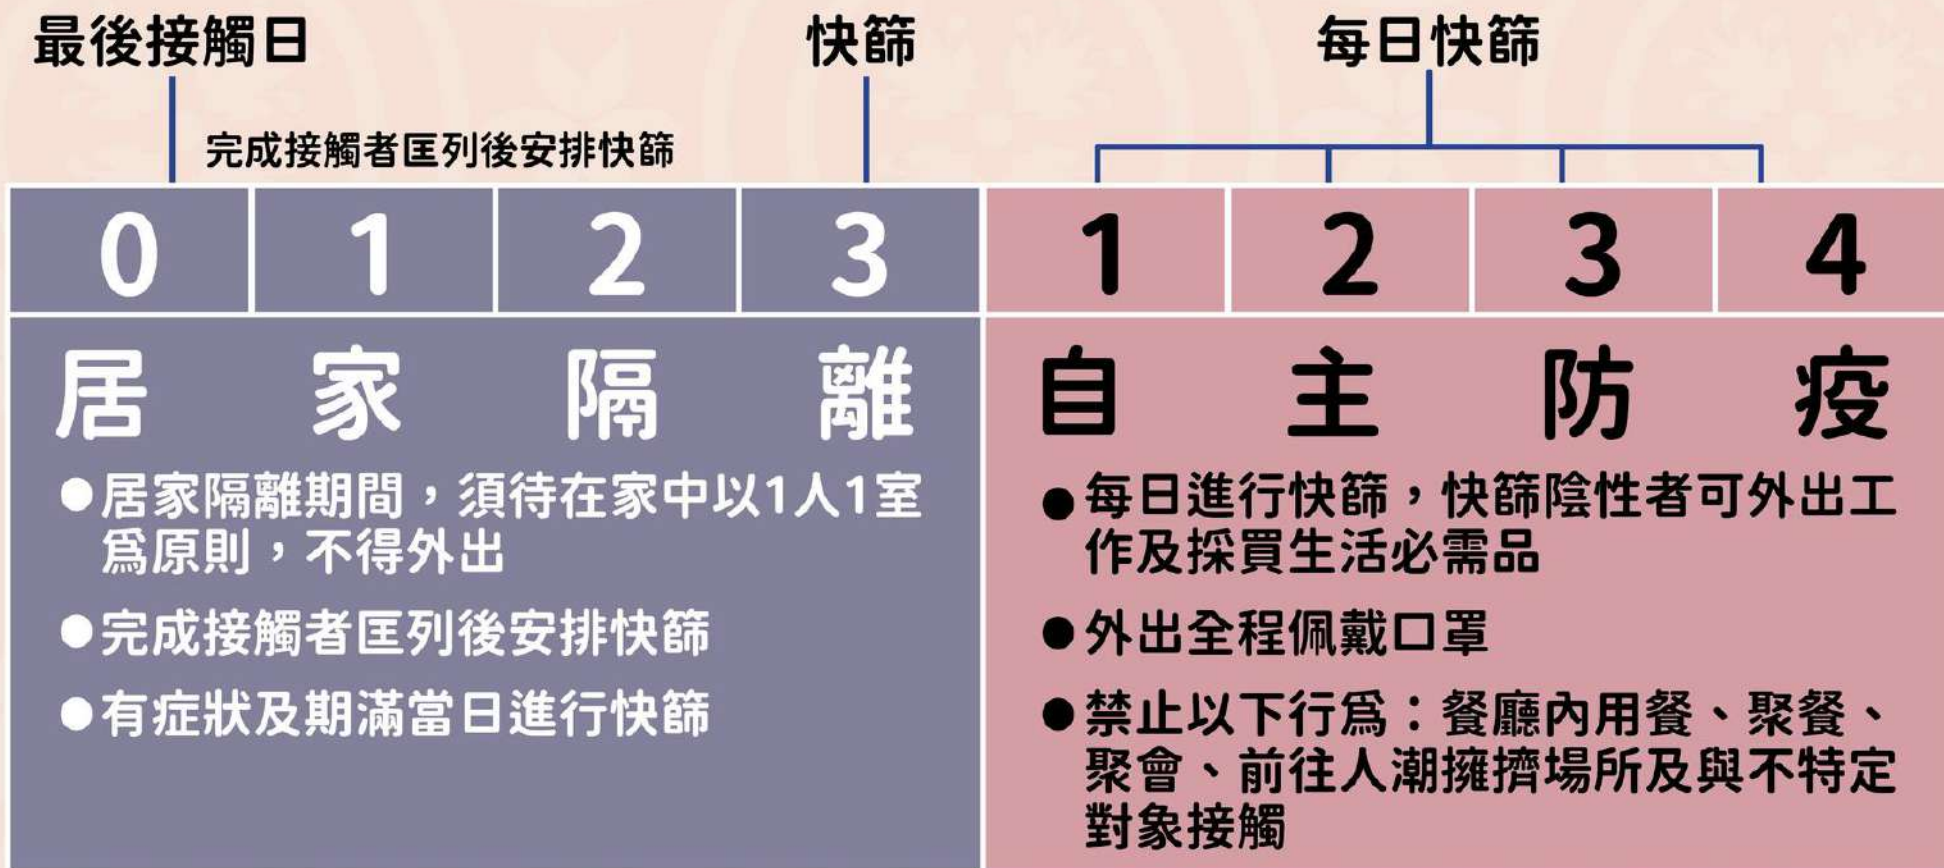 最後接觸日
快篩
每日快篩
完成接觸者匡列後安排快篩
0 1 2 3 1 2 3 4
居家隔離
●居家隔離期間，須待在家中以1人1室
爲原則，不得外出
●完成接觸者匡列後安排快篩
●有症狀及期滿當日進行快篩
自主防疫
●每日進行快篩，快篩陰性者可外出工
作及採買生活必需品
●外出全程佩戴口罩
●禁止以下行爲：餐廳內用餐、聚餐、
聚會、前往人潮擁擠場所及與不特定
對象接觸